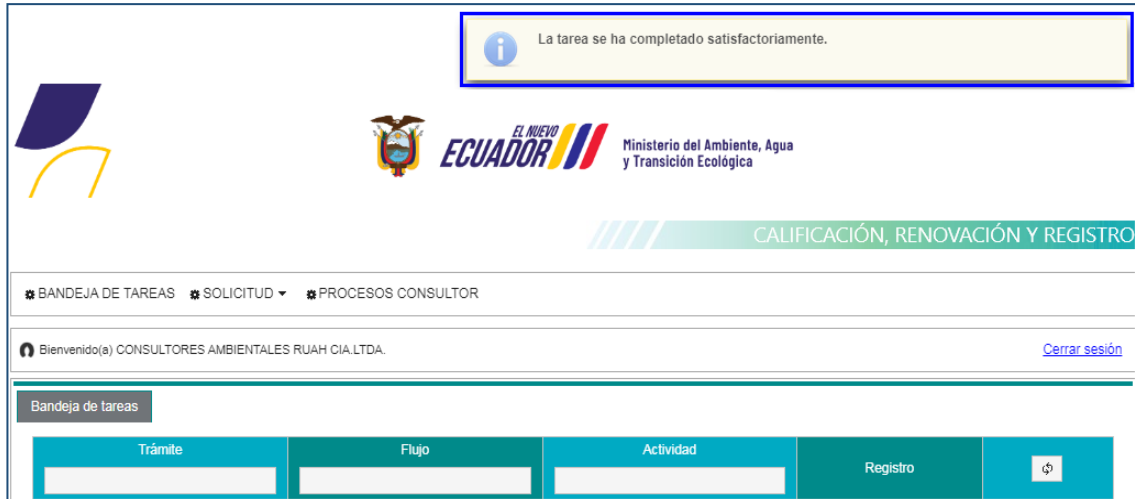 La tarea se ha completado satisfactoriamente.
EL NUEVO
ECUADOR
Ministerio del Ambiente, Agua
y Transición Ecológica
CALIFICACIÓN, RENOVACIÓN Y REGISTRO
BANDEJA DE TAREAS SOLICITUD PROCESOS CONSULTOR
Bienvenido(a) CONSULTORES AMBIENTALES RUAH CIA.LTDA. Cerrar sesión
Bandeja de tareas
Trámite Flujo Actividad Registro